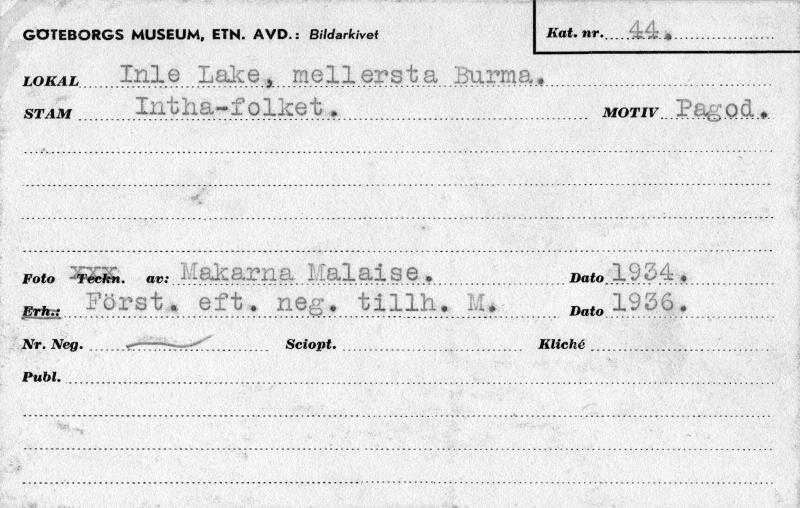 GÖTEBORGS MUSEUM, ETN. AVD.: Bildarkivet
Kat. nr. 44.
LOKAL Inle Lake, mellersta Burma.
STAM Intha-folket. MOTIV Pagod.
Foto Teckn. av: Makarna Malaise. Dato 1934.
Erh.: Först. eft. neg. tillh. M. Dato 1936.
Nr. Neg. Sciopt. Kliché
Publ.